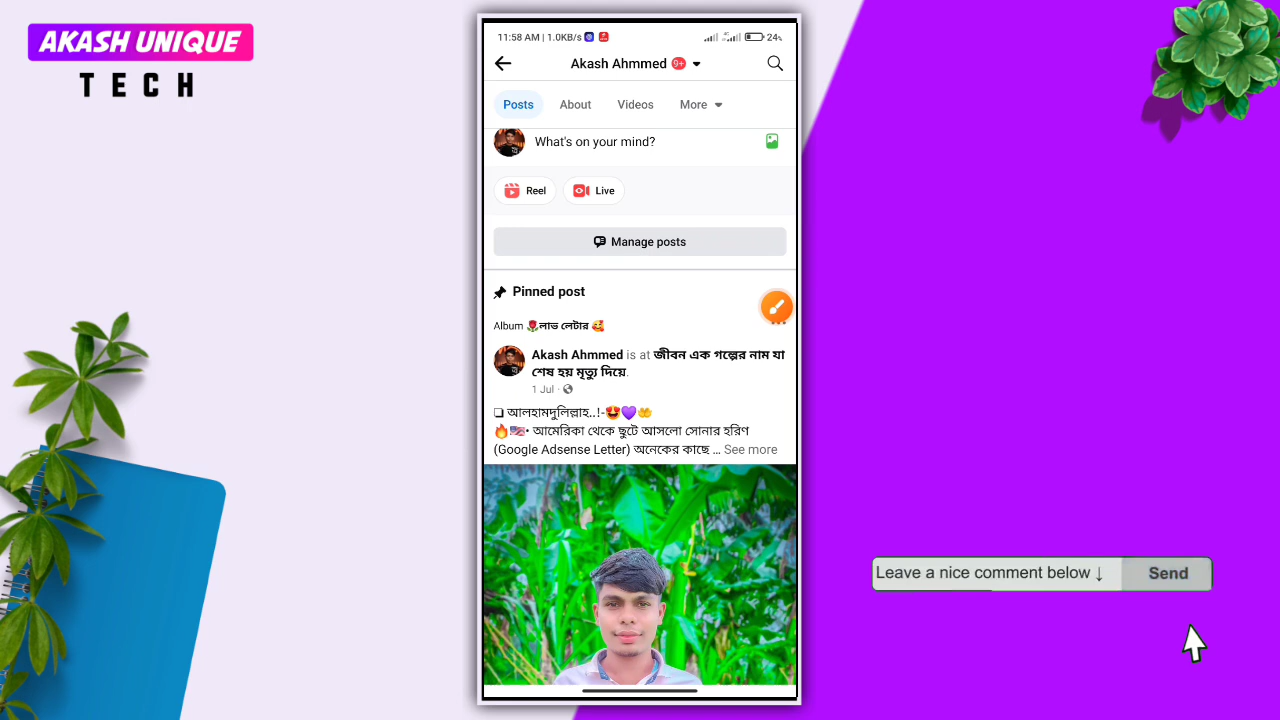 AKASH UNIQUE
TECH
11:58 AM | 1.0KB/s
24%
Akash Ahmmed 9+
Posts About Videos More
What's on your mind?
Reel Live
Manage posts
Pinned post
Album 🌹লাভ লেটার 🥰
Akash Ahmmed is at জীবন এক গল্পের নাম যা
শেষ হয় মৃত্যু দিয়ে.
1 Jul ·
❏ আলহামদুলিল্লাহ..!-😍💜🤲
🔥🇺🇸• আমেরিকা থেকে ছুটে আসলো সোনার হরিণ
(Google Adsense Letter) অনেকের কাছে ... See more
Leave a nice comment below ↓ Send